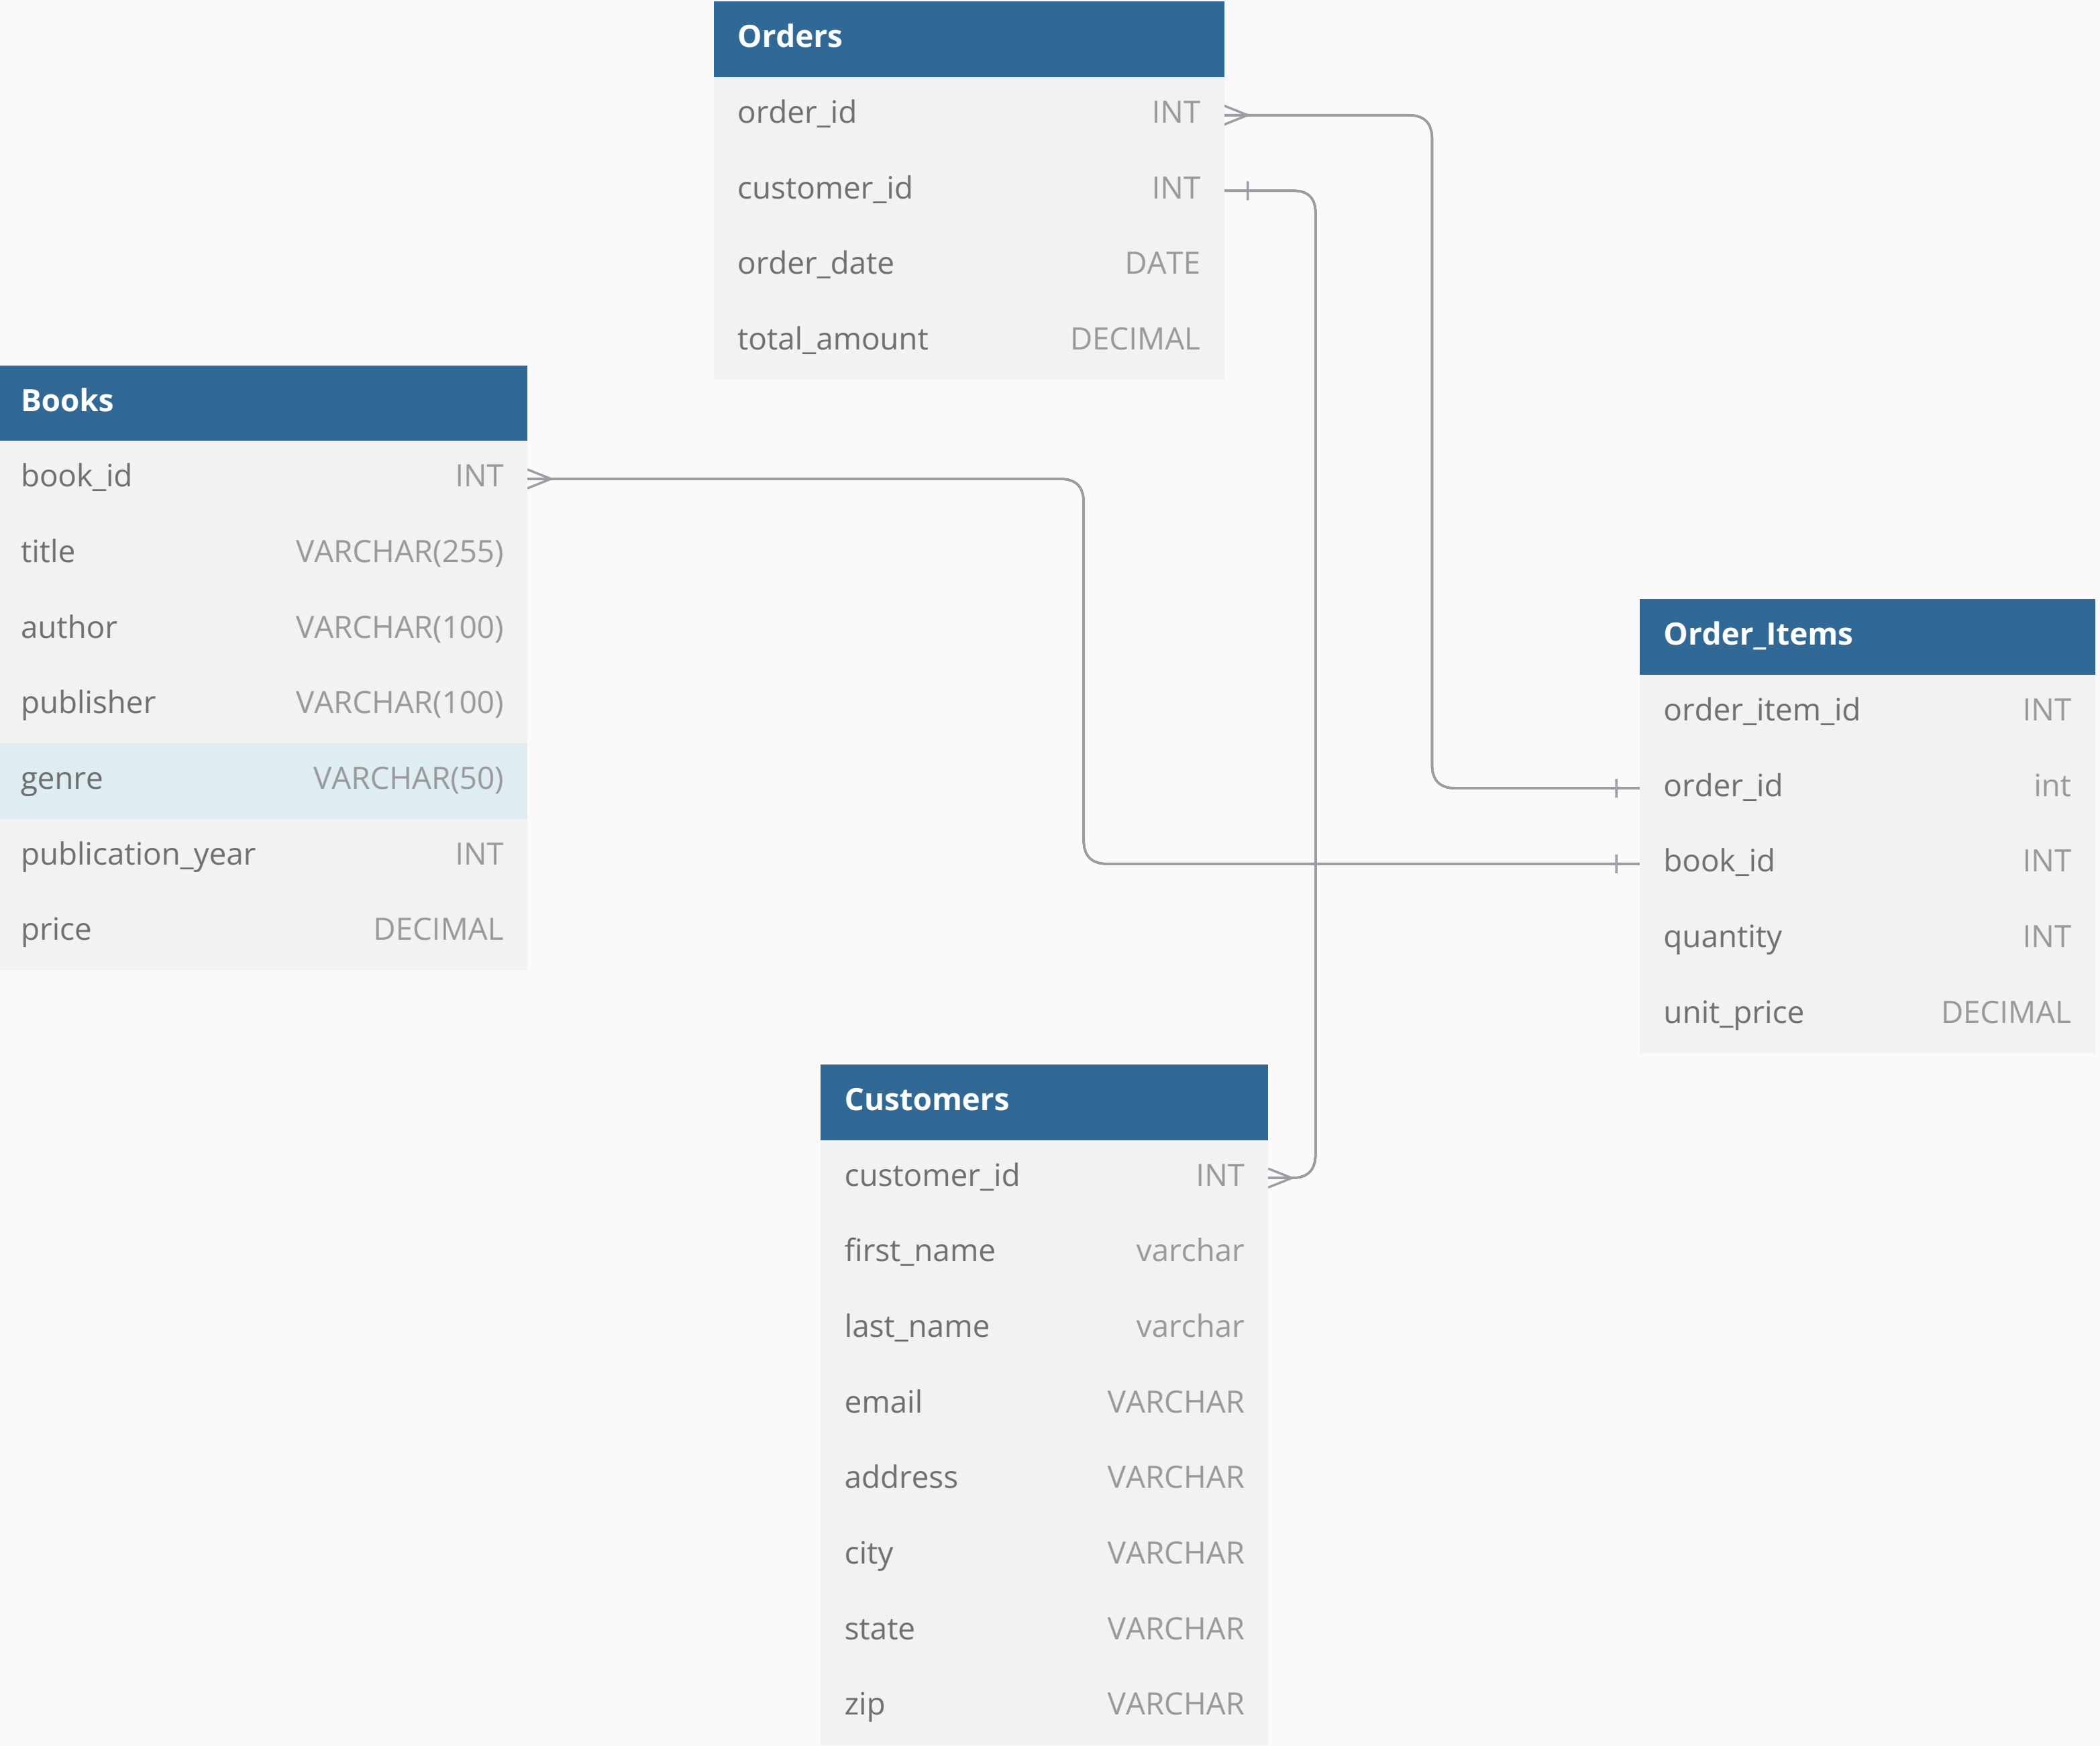 Orders
order_id INT
customer_id INT
order_date DATE
total_amount DECIMAL
Books
book_id INT
title VARCHAR(255)
author VARCHAR(100)
publisher VARCHAR(100)
genre VARCHAR(50)
publication_year INT
price DECIMAL
Order_Items
order_item_id INT
order_id int
book_id INT
quantity INT
unit_price DECIMAL
Customers
customer_id INT
first_name varchar
last_name varchar
email VARCHAR
address VARCHAR
city VARCHAR
state VARCHAR
zip VARCHAR